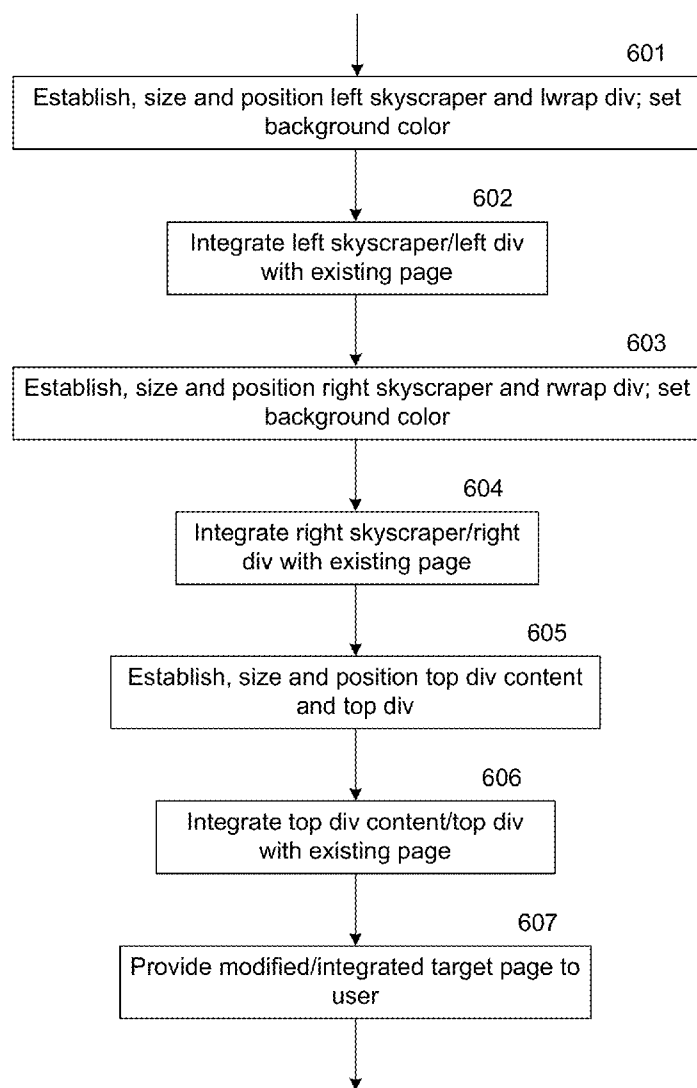 601
Establish, size and position left skyscraper and lwrap div; set
background color
602
Integrate left skyscraper/left div
with existing page
603
Establish, size and position right skyscraper and rwrap div; set
background color
604
Integrate right skyscraper/right
div with existing page
605
Establish, size and position top div content
and top div
606
Integrate top div content/top div
with existing page
607
Provide modified/integrated target page to
user